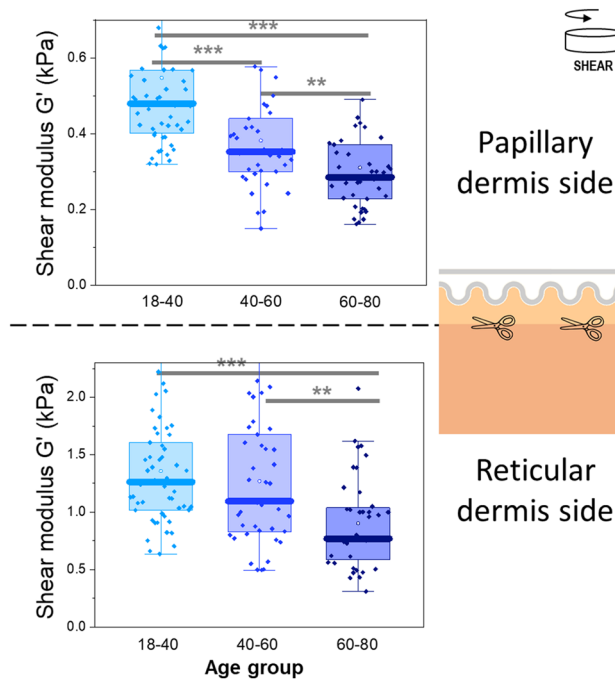 SHEAR
Shear modulus G' (kPa)
0.6
0.4
0.2
0.0
***
***
**
18-40
40-60
60-80
Papillary
dermis side
Shear modulus G' (kPa)
2.0
1.5
1.0
0.5
0.0
***
**
18-40
40-60
60-80
Age group
Reticular
dermis side